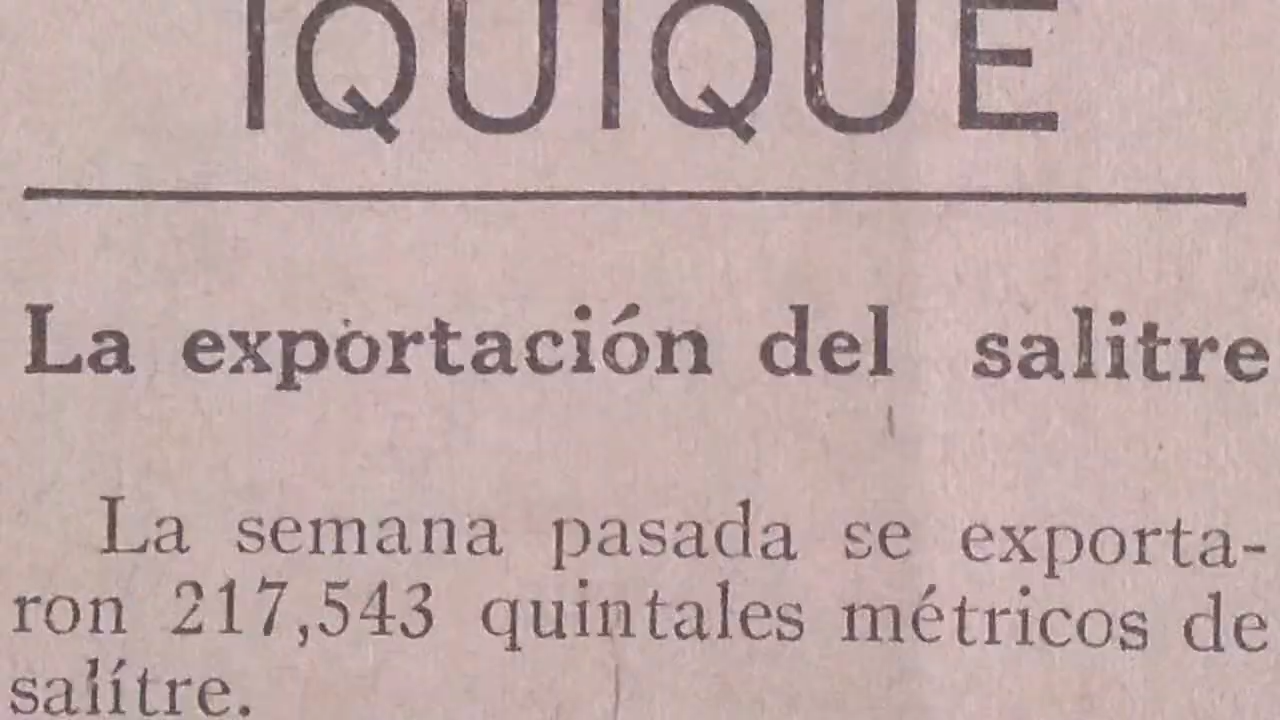 IQUIQUE
La exportación del salitre
La semana pasada se exporta-
ron 217,543 quintales métricos de
salítre.